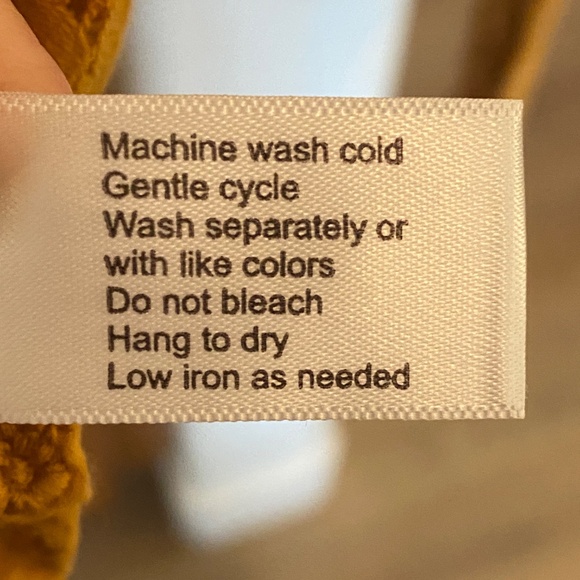 Machine wash cold
Gentle cycle
Wash separately or
with like colors
Do not bleach
Hang to dry
Low iron as needed